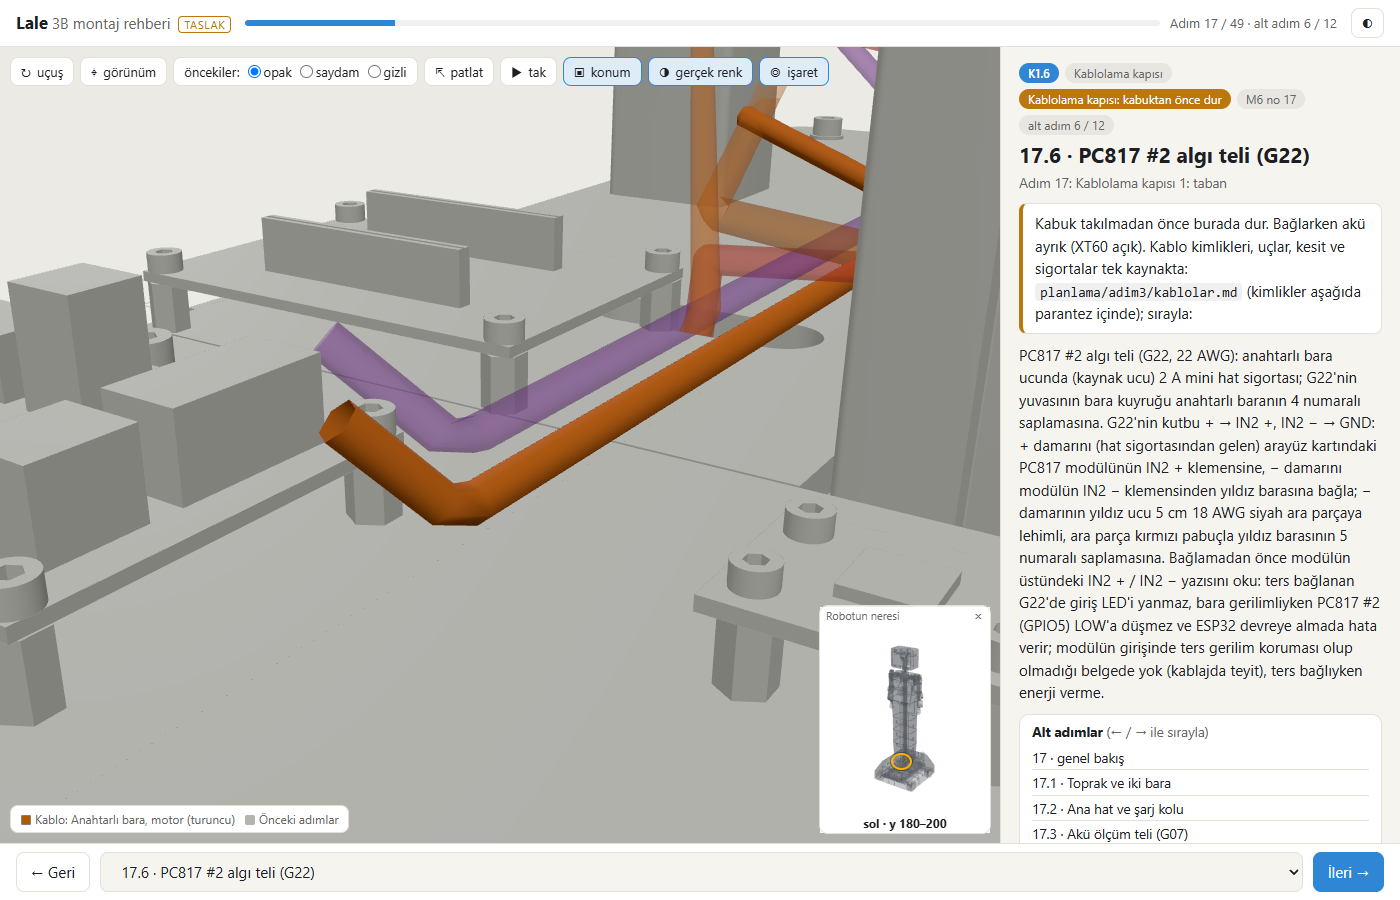 Lale 3B montaj rehberi TASLAK
Adım 17 / 49 · alt adım 6 / 12
↻ uçuş
⌖ görünüm
öncekiler: opak saydam gizli
⇱ patlat
▶ tak
▣ konum
◑ gerçek renk
◎ işaret
K1.6 Kablolama kapısı
Kablolama kapısı: kabuktan önce dur M6 no 17
alt adım 6 / 12
17.6 · PC817 #2 algı teli (G22)
Adım 17: Kablolama kapısı 1: taban
Kabuk takılmadan önce burada dur. Bağlarken akü
ayrık (XT60 açık). Kablo kimlikleri, uçlar, kesit ve
sigortalar tek kaynakta:
planlama/adim3/kablolar.md (kimlikler aşağıda
parantez içinde); sırayla:
PC817 #2 algı teli (G22, 22 AWG): anahtarlı bara
ucunda (kaynak ucu) 2 A mini hat sigortası; G22'nin
yuvasının bara kuyruğu anahtarlı baranın 4 numaralı
saplamasına. G22'nin kutbu + → IN2 +, IN2 − → GND:
+ damarını (hat sigortasından gelen) arayüz kartındaki
PC817 modülünün IN2 + klemensine, − damarını
modülün IN2 − klemensinden yıldız barasına bağla; −
damarının yıldız ucu 5 cm 18 AWG siyah ara parçaya
lehimli, ara parça kırmızı pabuçla yıldız barasının 5
numaralı saplamasına. Bağlamadan önce modülün
üstündeki IN2 + / IN2 − yazısını oku: ters bağlanan
G22'de giriş LED'i yanmaz, bara gerilimliyken PC817 #2
(GPIO5) LOW'a düşmez ve ESP32 devreye almada hata
verir; modülün girişinde ters gerilim koruması olup
olmadığı belgede yok (kablajda teyit), ters bağlıyken
enerji verme.
Alt adımlar (← / → ile sırayla)
17 · genel bakış
17.1 · Toprak ve iki bara
17.2 · Ana hat ve şarj kolu
17.3 · Akü ölçüm teli (G07)
Robotun neresi ×
sol · y 180–200
Kablo: Anahtarlı bara, motor (turuncu) Önceki adımlar
← Geri
17.6 · PC817 #2 algı teli (G22)
İleri →